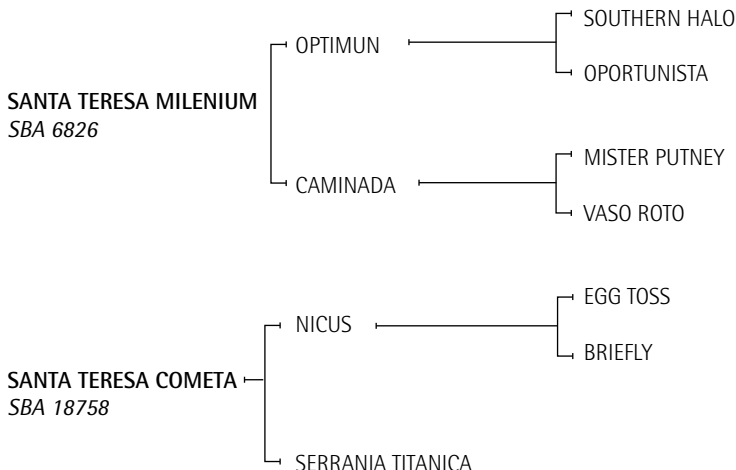 SOUTHERN HALO
OPTIMUN
OPORTUNISTA
SANTA TERESA MILENIUM
SBA 6826
MISTER PUTNEY
CAMINADA
VASO ROTO
EGG TOSS
NICUS
BRIEFLY
SANTA TERESA COMETA
SBA 18758
SERRANIA TITANICA